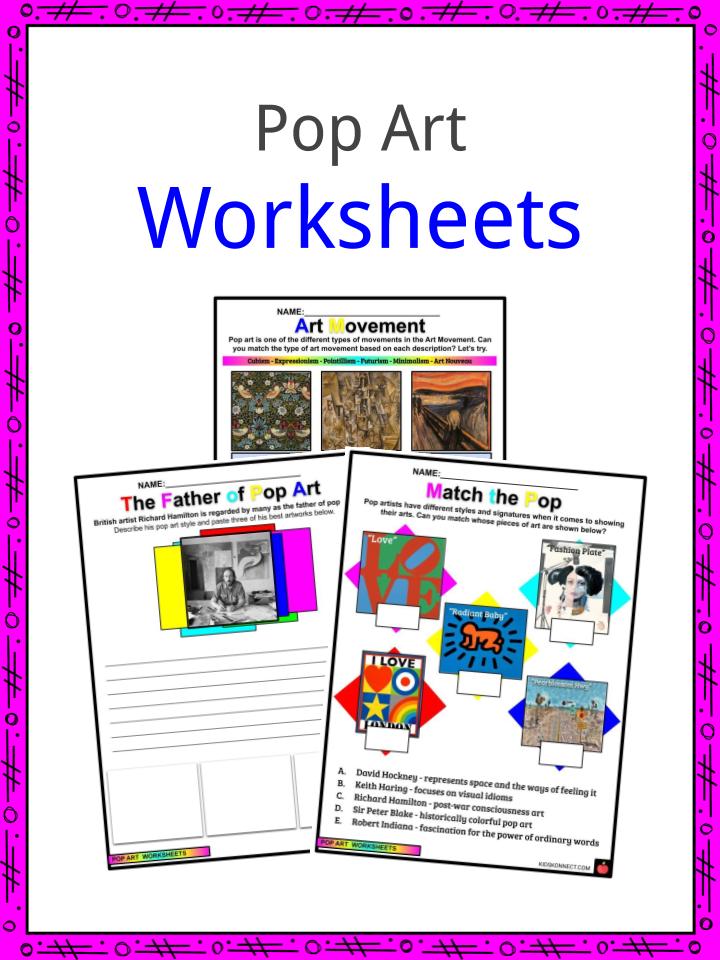 Pop Art
Worksheets
NAME:
Art Movement
Pop art is one of the different types of movements in the Art Movement. Can
you match the type of art movement based on each description? Let's try.
Cubism - Expressionism - Pointillism - Futurism - Minimolism - Art Nouveau
NAME:
The Father of Pop Art
British artist Richard Hamilton is regarded by many as the father of pop
Describe his pop art style and paste three of his best artworks below.
POP ART WORKSHEETS
NAME:
Match the Pop
Pop artists have different styles and signatures when it comes to showing
their arts. Can you match whose pieces of art are shown below?
"Love"
LOVE
"Fashion Plate"
"Radiant Baby"
I LOVE
LONDON
"Pearblossom Hwy."
A. David Hockney - represents space and the ways of feeling it
B. Keith Haring - focuses on visual idioms
C. Richard Hamilton - post-war consciousness art
D. Sir Peter Blake - historically colorful pop art
E. Robert Indiana - fascination for the power of ordinary words
POP ART WORKSHEETS
KIDSKONNECT.COM